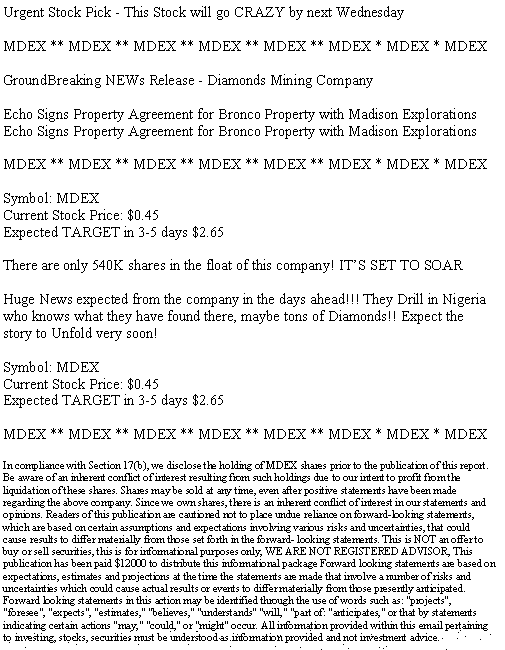 Urgent Stock Pick - This Stock will go CRAZY by next Wednesday
MDEX ** MDEX ** MDEX ** MDEX ** MDEX ** MDEX ** MDEX * MDEX * MDEX
GroundBreaking NEWs Release - Diamonds Mining Company
Echo Signs Property Agreement for Bronco Property with Madison Explorations
Echo Signs Property Agreement for Bronco Property with Madison Explorations
MDEX ** MDEX ** MDEX ** MDEX ** MDEX ** MDEX ** MDEX * MDEX * MDEX
Symbol: MDEX
Current Stock Price: $0.45
Expected TARGET in 3-5 days $2.65
There are only 540K shares in the float of this company! IT'S SET TO SOAR
Huge News expected from the company in the days ahead!!! They Drill in Nigeria
who knows what they have found there, maybe tons of Diamonds!! Expect the
story to Unfold very soon!
Symbol: MDEX
Current Stock Price: $0.45
Expected TARGET in 3-5 days $2.65
MDEX ** MDEX ** MDEX ** MDEX ** MDEX ** MDEX ** MDEX * MDEX * MDEX
In compliance with Section 17(b), we disclose the holding of MDEX shares prior to the publication of this report.
Be aware of an inherent conflict of interest resulting from such holdings due to our intent to profit from the
liquidation of these shares. Shares may be sold at any time, even after positive statements have been made
regarding the above company. Since we own shares, there is an inherent conflict of interest in our statements and
opinions. Readers of this publication are cautioned not to place undue reliance on forward-looking statements,
which are based on certain assumptions and expectations involving various risks and uncertainties, that could
cause results to differ materially from those set forth in the forward- looking statements. This is NOT an offer to
buy or sell securities, this is for informational purposes only, WE ARE NOT REGISTERED ADVISOR, This
publication has been paid $12000 to distribute this informational package Forward looking statements are based on
expectations, estimates and projections at the time the statements are made that involve a number of risks and
uncertainties which could cause actual results or events to differ materially from those presently anticipated.
Forward looking statements in this action may be identified through the use of words such as: "projects",
"foresee", "expects", "estimates," "believes," "understands" "will," "part of: "anticipates," or that by statements
indicating certain actions "may," "could," or "might" occur. All information provided within this email pertaining
to investing, stocks, securities must be understood as information provided and not investment advice.